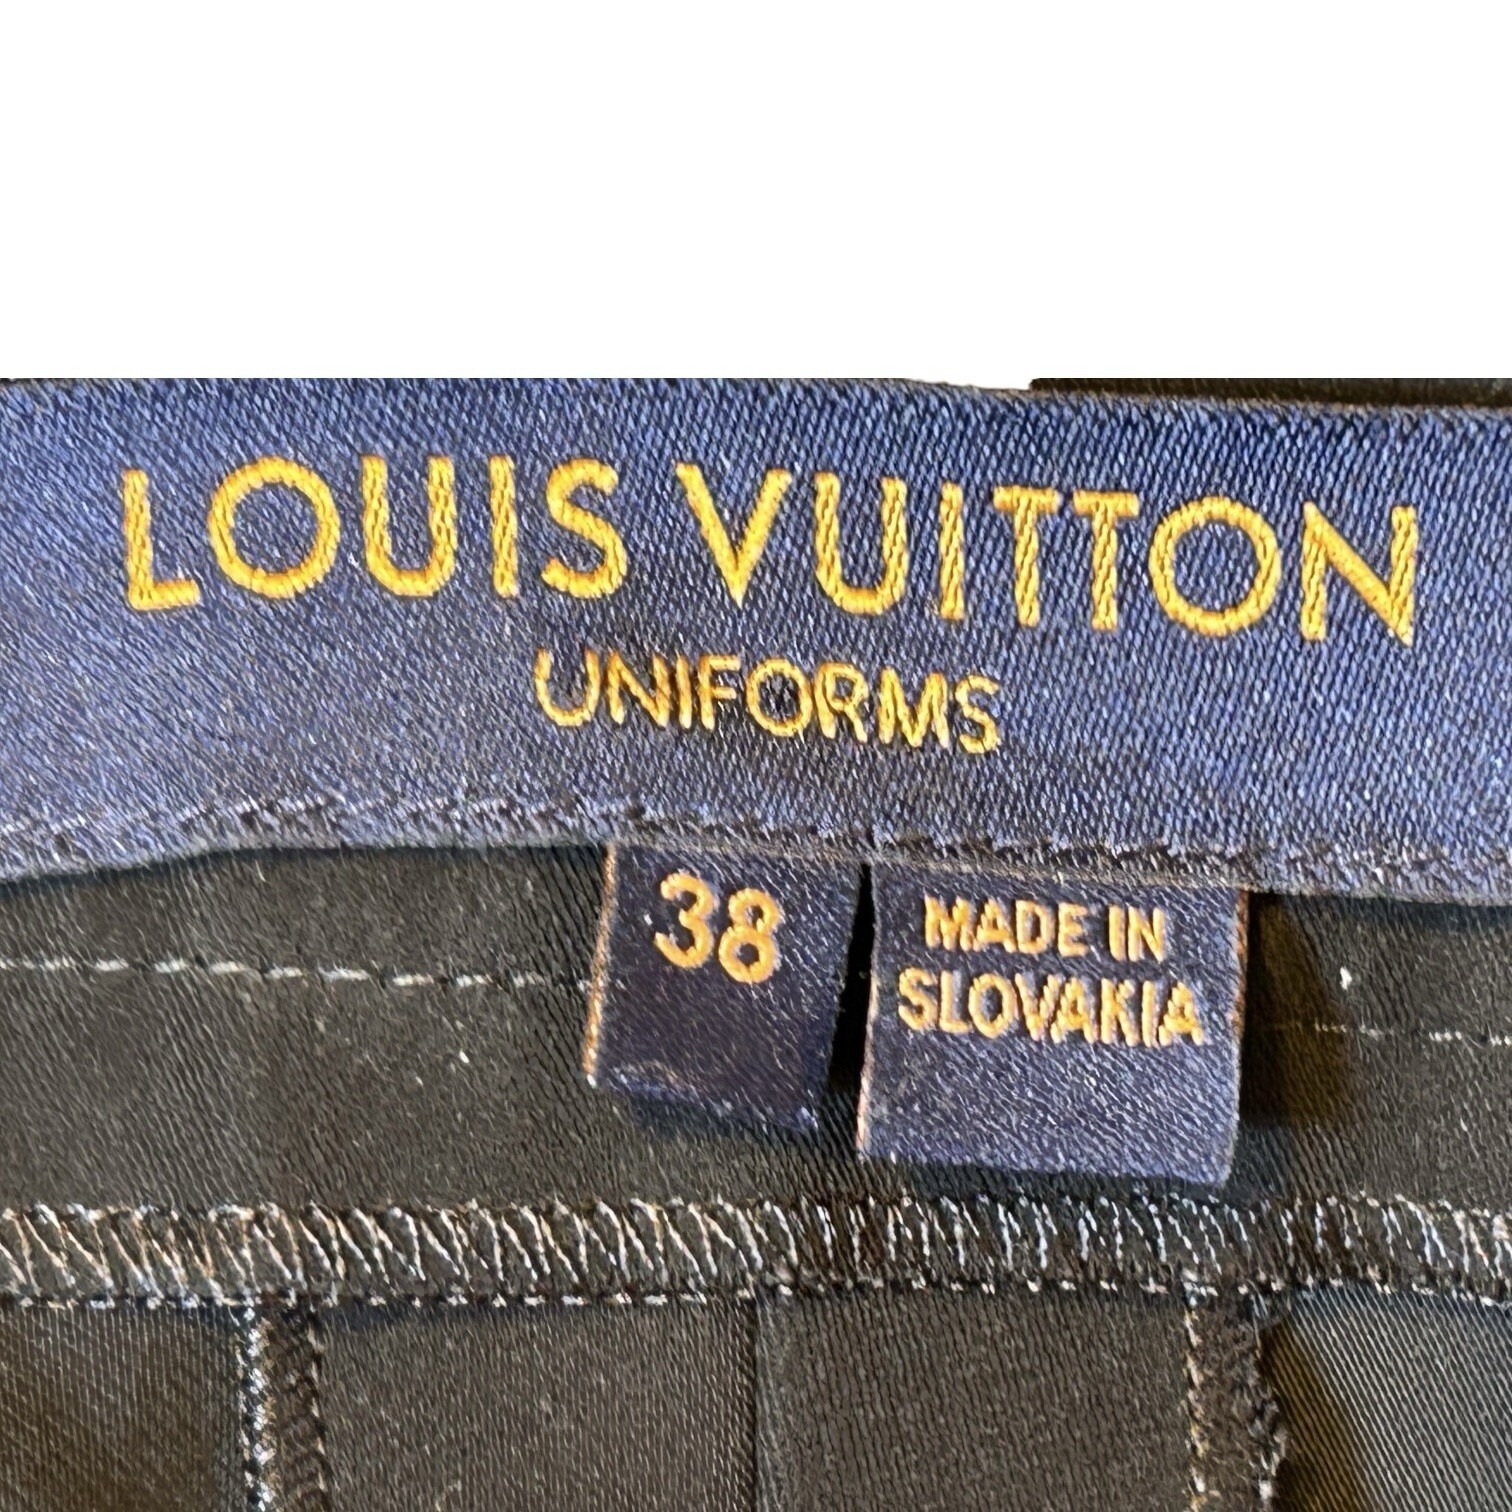 LOUIS VUITTON
UNIFORMS
38
MADE IN
SLOVAKIA